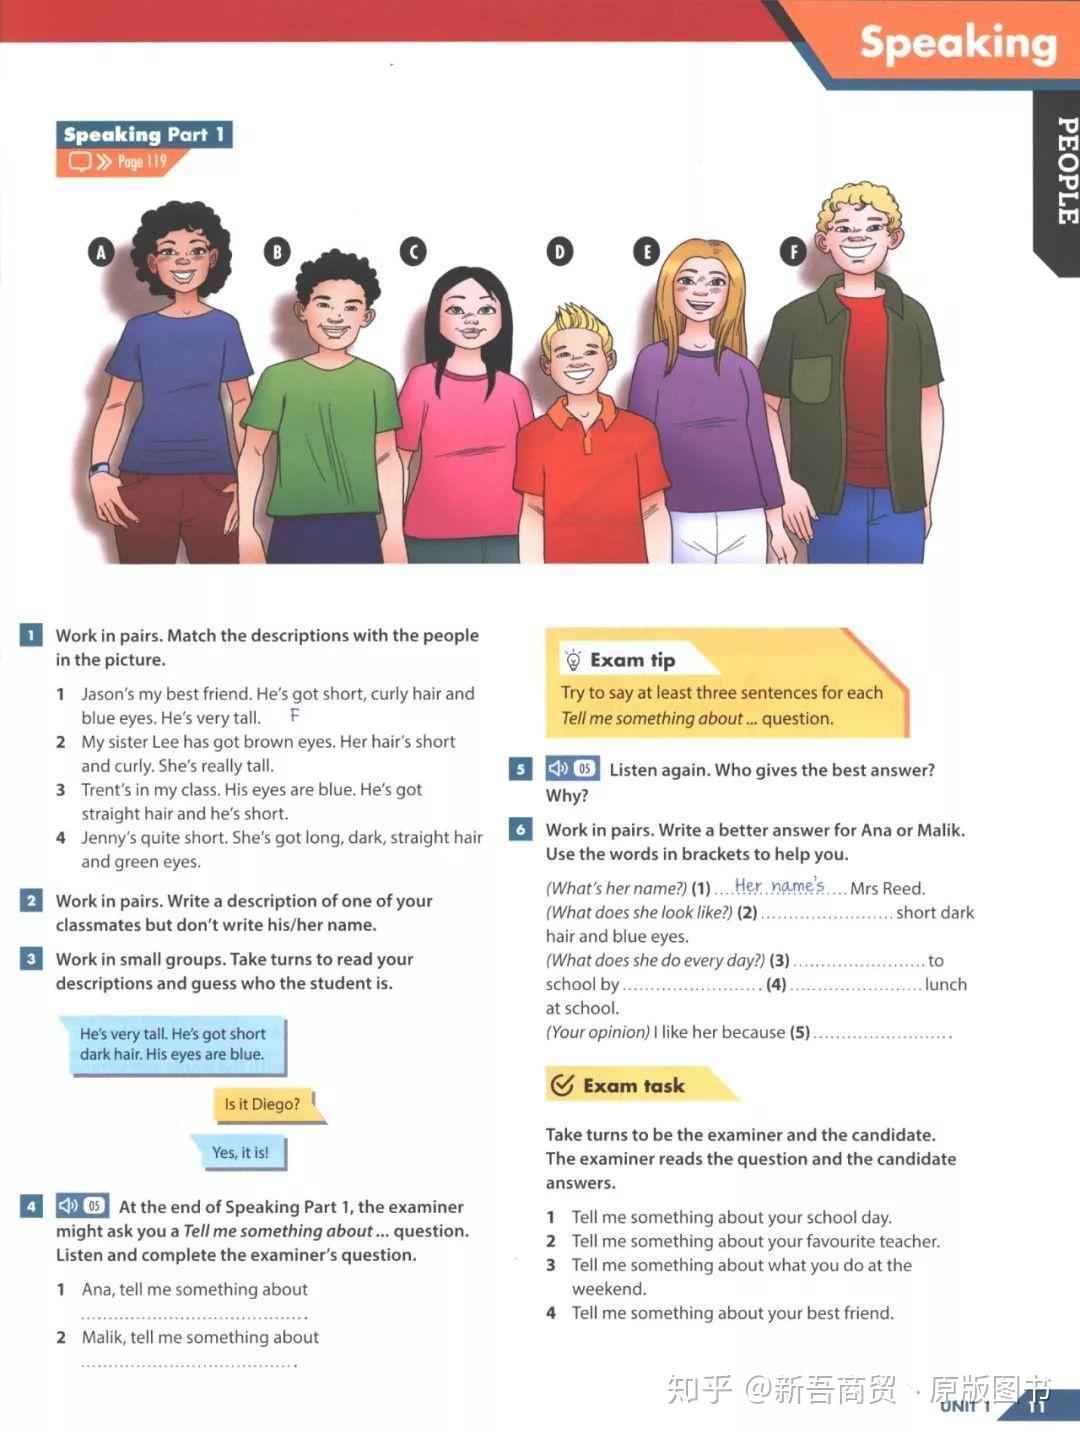 Speaking
PEOPLE
Speaking Part 1
Page 119
A
B
C
D
E
F
1 Work in pairs. Match the descriptions with the people
in the picture.
1 Jason's my best friend. He's got short, curly hair and
blue eyes. He's very tall. F
2 My sister Lee has got brown eyes. Her hair's short
and curly. She's really tall.
3 Trent's in my class. His eyes are blue. He's got
straight hair and he's short.
4 Jenny's quite short. She's got long, dark, straight hair
and green eyes.
2 Work in pairs. Write a description of one of your
classmates but don't write his/her name.
3 Work in small groups. Take turns to read your
descriptions and guess who the student is.
He's very tall. He's got short
dark hair. His eyes are blue.
Is it Diego?
Yes, it is!
4 05 At the end of Speaking Part 1, the examiner
might ask you a Tell me something about ... question.
Listen and complete the examiner's question.
1 Ana, tell me something about
........................................
2 Malik, tell me something about
........................................
Exam tip
Try to say at least three sentences for each
Tell me something about ... question.
5 05 Listen again. Who gives the best answer?
Why?
6 Work in pairs. Write a better answer for Ana or Malik.
Use the words in brackets to help you.
(What's her name?) (1) ....Her name's.... Mrs Reed.
(What does she look like?) (2) ........................ short dark
hair and blue eyes.
(What does she do every day?) (3) ........................ to
school by ......................... (4) ........................ lunch
at school.
(Your opinion) I like her because (5) .........................
Exam task
Take turns to be the examiner and the candidate.
The examiner reads the question and the candidate
answers.
1 Tell me something about your school day.
2 Tell me something about your favourite teacher.
3 Tell me something about what you do at the
weekend.
4 Tell me something about your best friend.
知乎 @新吾商贸丶原版图书
UNIT 1 11